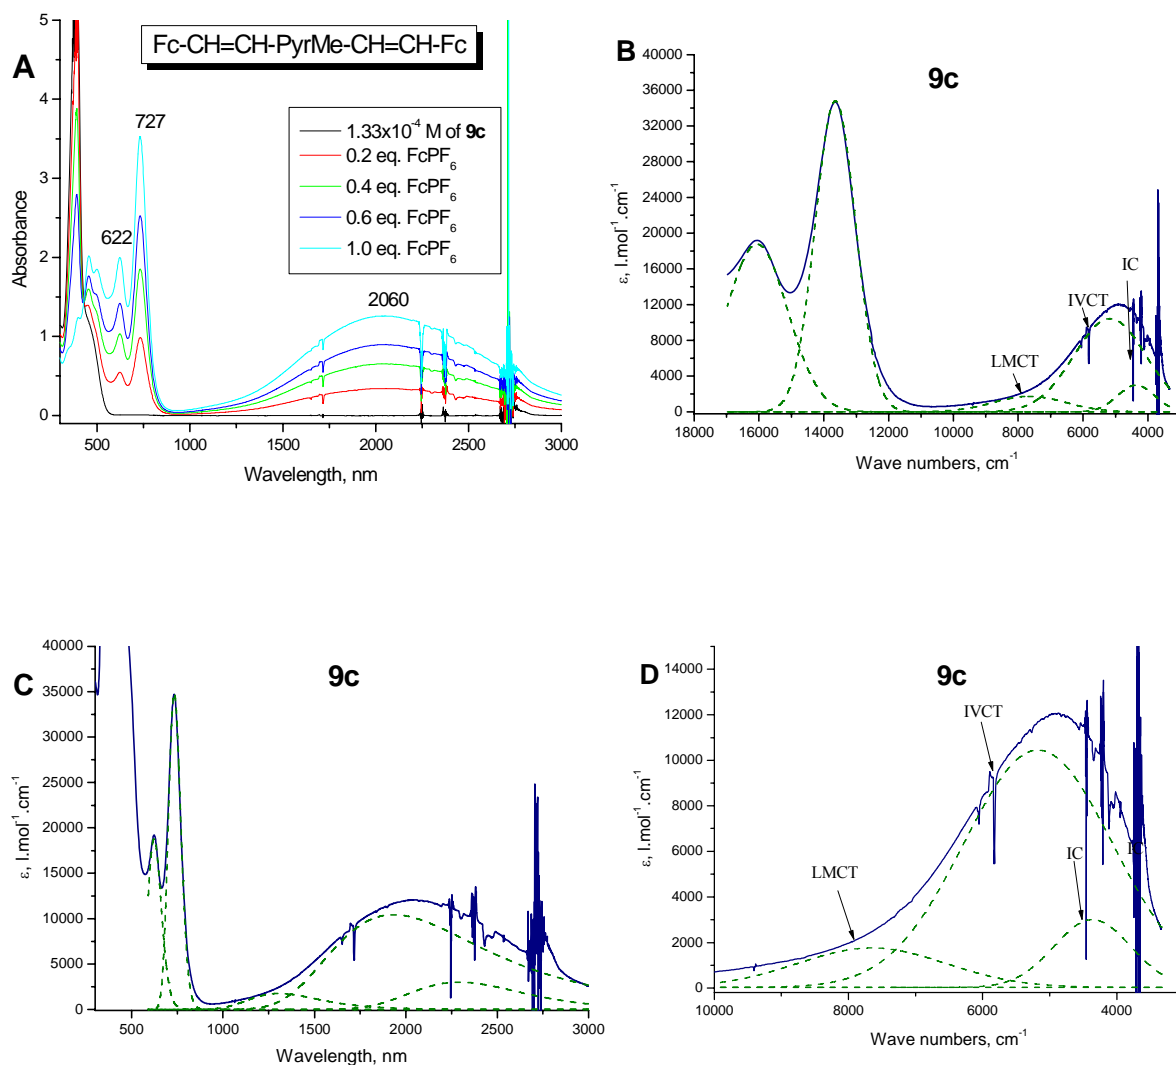 A
Fc-CH=CH-PyrMe-CH=CH-Fc
1.33x10⁻⁴ M of 9c
0.2 eq. FcPF₆
0.4 eq. FcPF₆
0.6 eq. FcPF₆
1.0 eq. FcPF₆
727
622
2060
5
4
3
2
1
0
Absorbance
500 1000 1500 2000 2500 3000
Wavelength, nm
B
9c
40000
36000
32000
28000
24000
20000
16000
12000
8000
4000
0
ε, l.mol⁻¹.cm⁻¹
IC
IVCT
LMCT
18000 16000 14000 12000 10000 8000 6000 4000
Wave numbers, cm⁻¹
C
9c
40000
35000
30000
25000
20000
15000
10000
5000
0
ε, l.mol⁻¹.cm⁻¹
500 1000 1500 2000 2500 3000
Wavelength, nm
D
9c
14000
12000
10000
8000
6000
4000
2000
0
ε, l.mol⁻¹.cm⁻¹
IVCT
LMCT
IC
10000 8000 6000 4000
Wave numbers, cm⁻¹